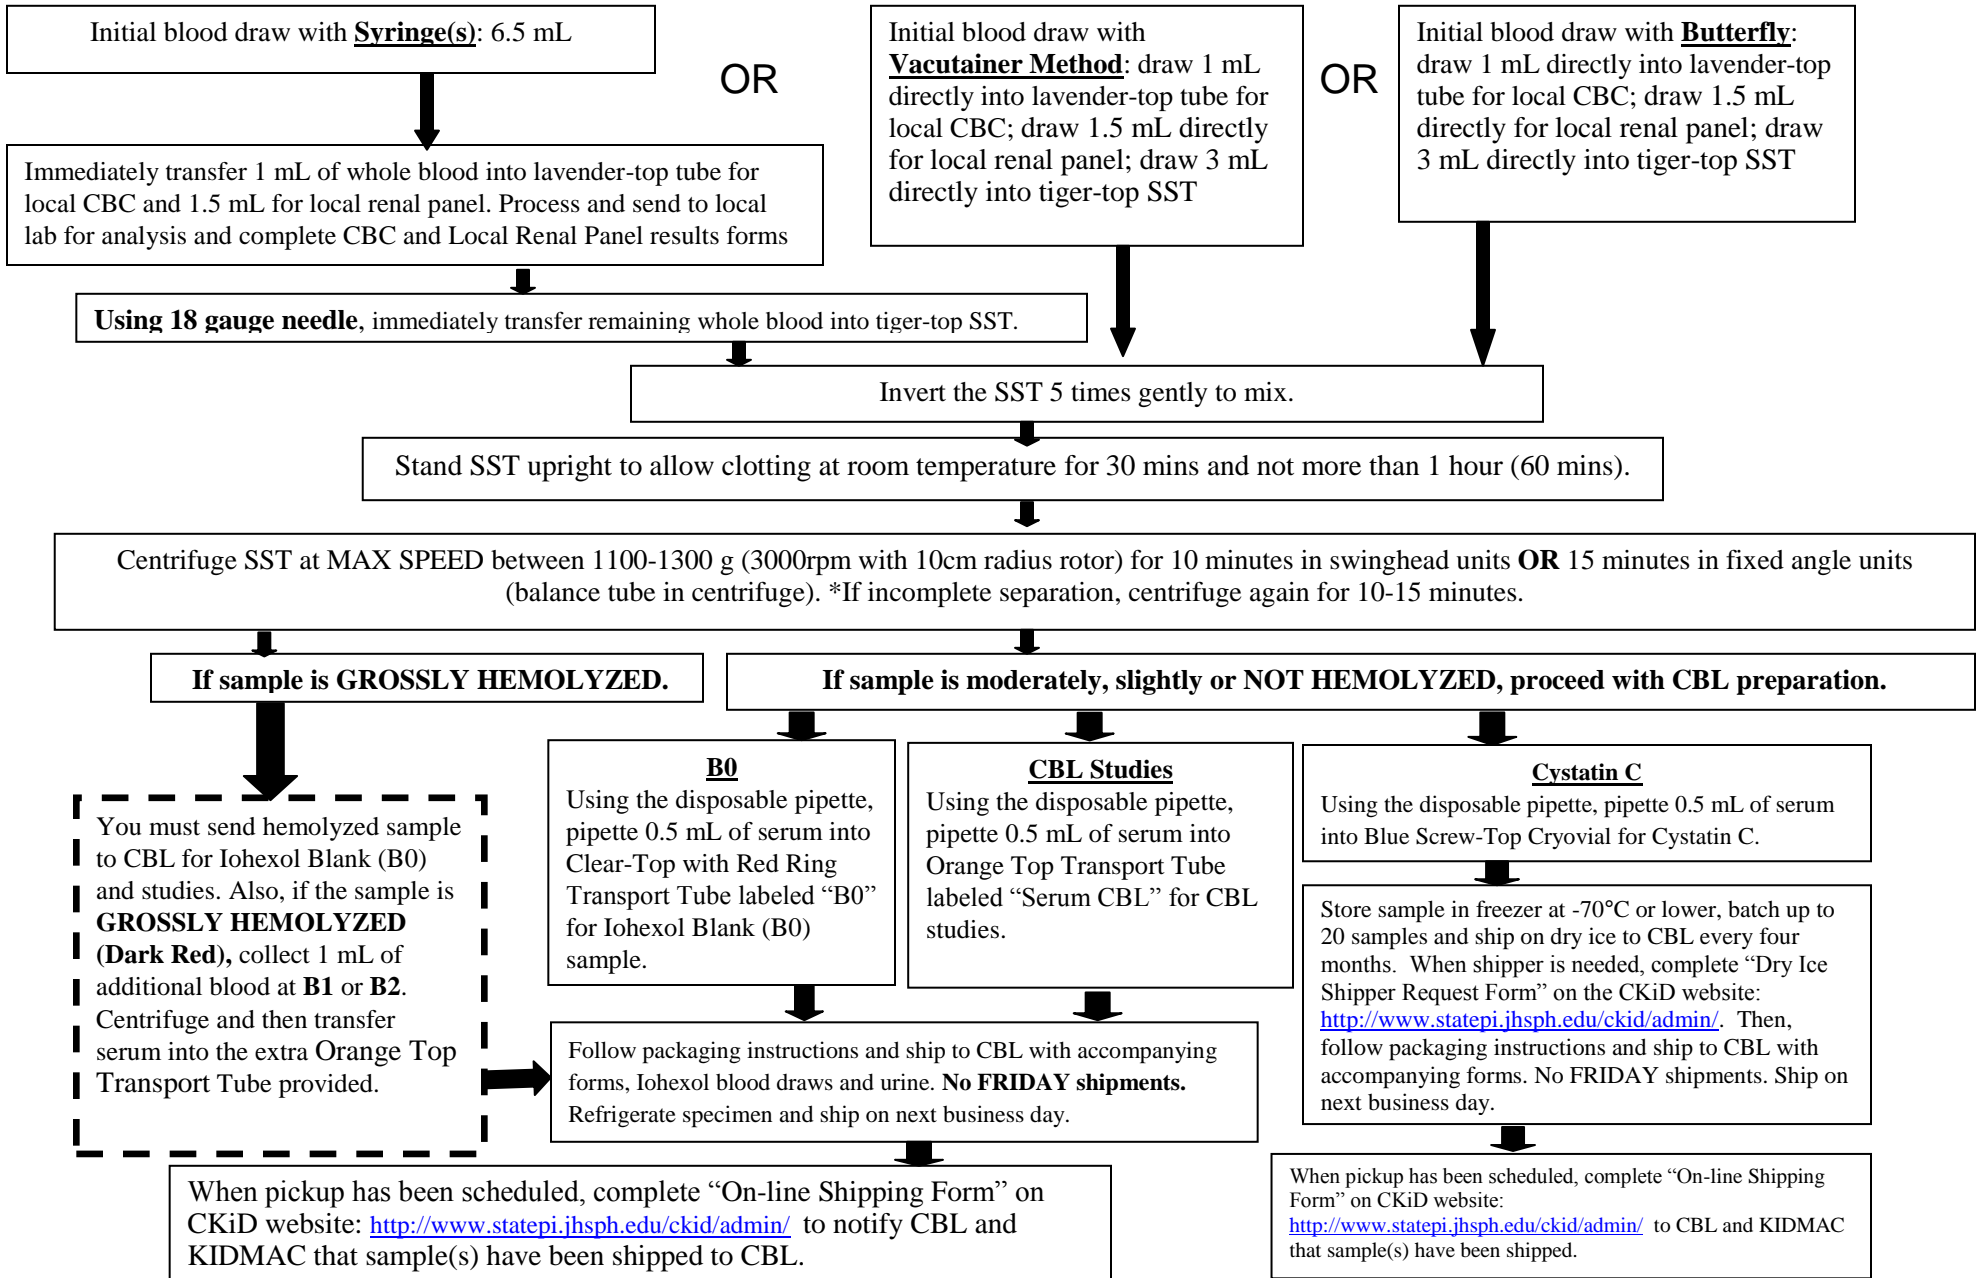 Initial blood draw with Syringe(s): 6.5 mL
OR
Initial blood draw with
Vacutainer Method: draw 1 mL
directly into lavender-top tube for
local CBC; draw 1.5 mL directly
for local renal panel; draw 3 mL
directly into tiger-top SST
OR
Initial blood draw with Butterfly:
draw 1 mL directly into lavender-top
tube for local CBC; draw 1.5 mL
directly for local renal panel; draw
3 mL directly into tiger-top SST
Immediately transfer 1 mL of whole blood into lavender-top tube for
local CBC and 1.5 mL for local renal panel. Process and send to local
lab for analysis and complete CBC and Local Renal Panel results forms
Using 18 gauge needle, immediately transfer remaining whole blood into tiger-top SST.
Invert the SST 5 times gently to mix.
Stand SST upright to allow clotting at room temperature for 30 mins and not more than 1 hour (60 mins).
Centrifuge SST at MAX SPEED between 1100-1300 g (3000rpm with 10cm radius rotor) for 10 minutes in swinghead units OR 15 minutes in fixed angle units
(balance tube in centrifuge). *If incomplete separation, centrifuge again for 10-15 minutes.
If sample is GROSSLY HEMOLYZED.
If sample is moderately, slightly or NOT HEMOLYZED, proceed with CBL preparation.
You must send hemolyzed sample
to CBL for Iohexol Blank (B0)
and studies. Also, if the sample is
GROSSLY HEMOLYZED
(Dark Red), collect 1 mL of
additional blood at B1 or B2.
Centrifuge and then transfer
serum into the extra Orange Top
Transport Tube provided.
B0
Using the disposable pipette,
pipette 0.5 mL of serum into
Clear-Top with Red Ring
Transport Tube labeled “B0”
for Iohexol Blank (B0)
sample.
CBL Studies
Using the disposable pipette,
pipette 0.5 mL of serum into
Orange Top Transport Tube
labeled “Serum CBL” for CBL
studies.
Cystatin C
Using the disposable pipette, pipette 0.5 mL of serum
into Blue Screw-Top Cryovial for Cystatin C.
Store sample in freezer at -70°C or lower, batch up to
20 samples and ship on dry ice to CBL every four
months. When shipper is needed, complete “Dry Ice
Shipper Request Form” on the CKiD website:
http://www.statepi.jhsph.edu/ckid/admin/. Then,
follow packaging instructions and ship to CBL with
accompanying forms. No FRIDAY shipments. Ship on
next business day.
Follow packaging instructions and ship to CBL with accompanying
forms, Iohexol blood draws and urine. No FRIDAY shipments.
Refrigerate specimen and ship on next business day.
When pickup has been scheduled, complete “On-line Shipping Form” on
CKiD website: http://www.statepi.jhsph.edu/ckid/admin/ to notify CBL and
KIDMAC that sample(s) have been shipped to CBL.
When pickup has been scheduled, complete “On-line Shipping
Form” on CKiD website:
http://www.statepi.jhsph.edu/ckid/admin/ to CBL and KIDMAC
that sample(s) have been shipped.